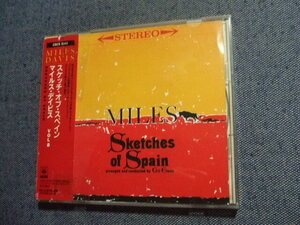 STEREO
MILES
Sketches
of Spain
arranged and conducted by Gil Evans
MILES
DAVIS
スケッチ・オブ・スペイン
マイルス・デイビス